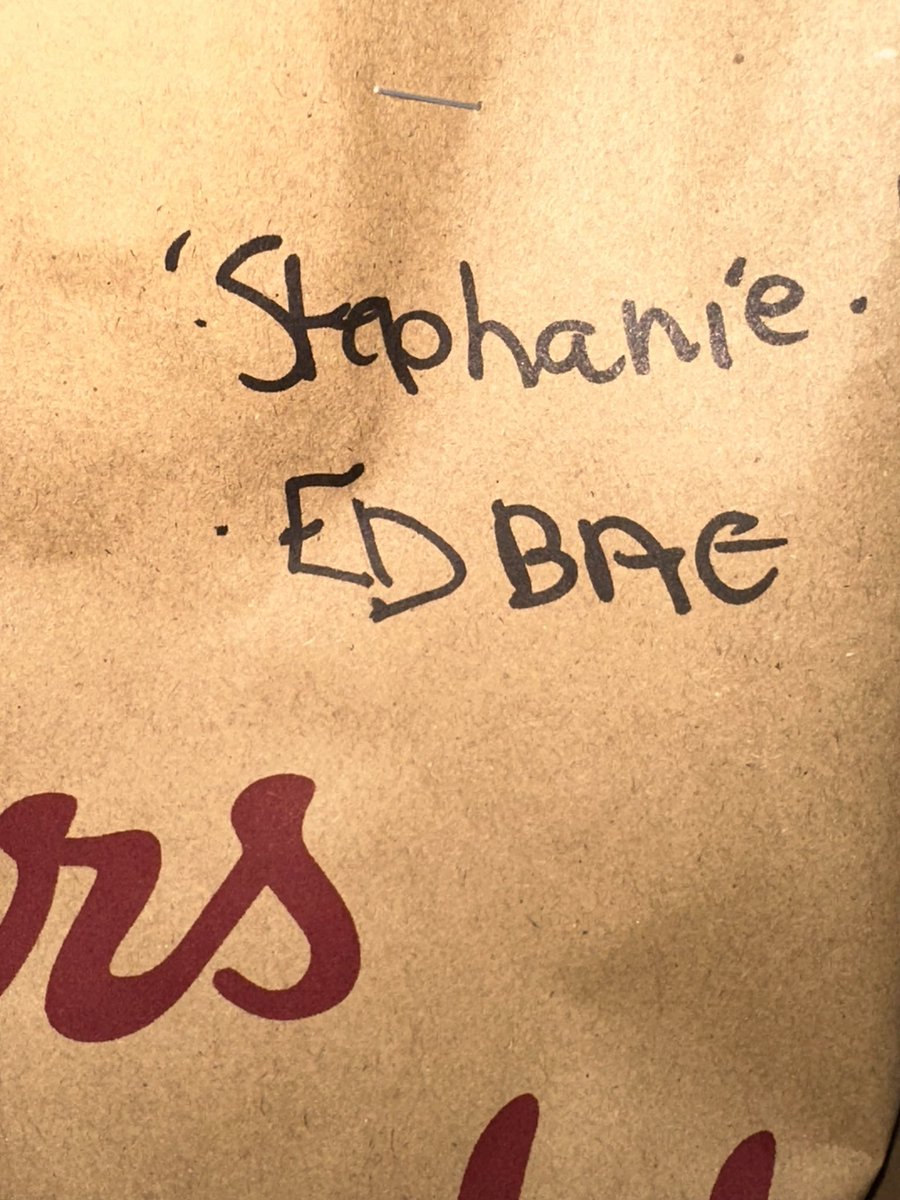 'Stephanie.
. ED BAE
rs